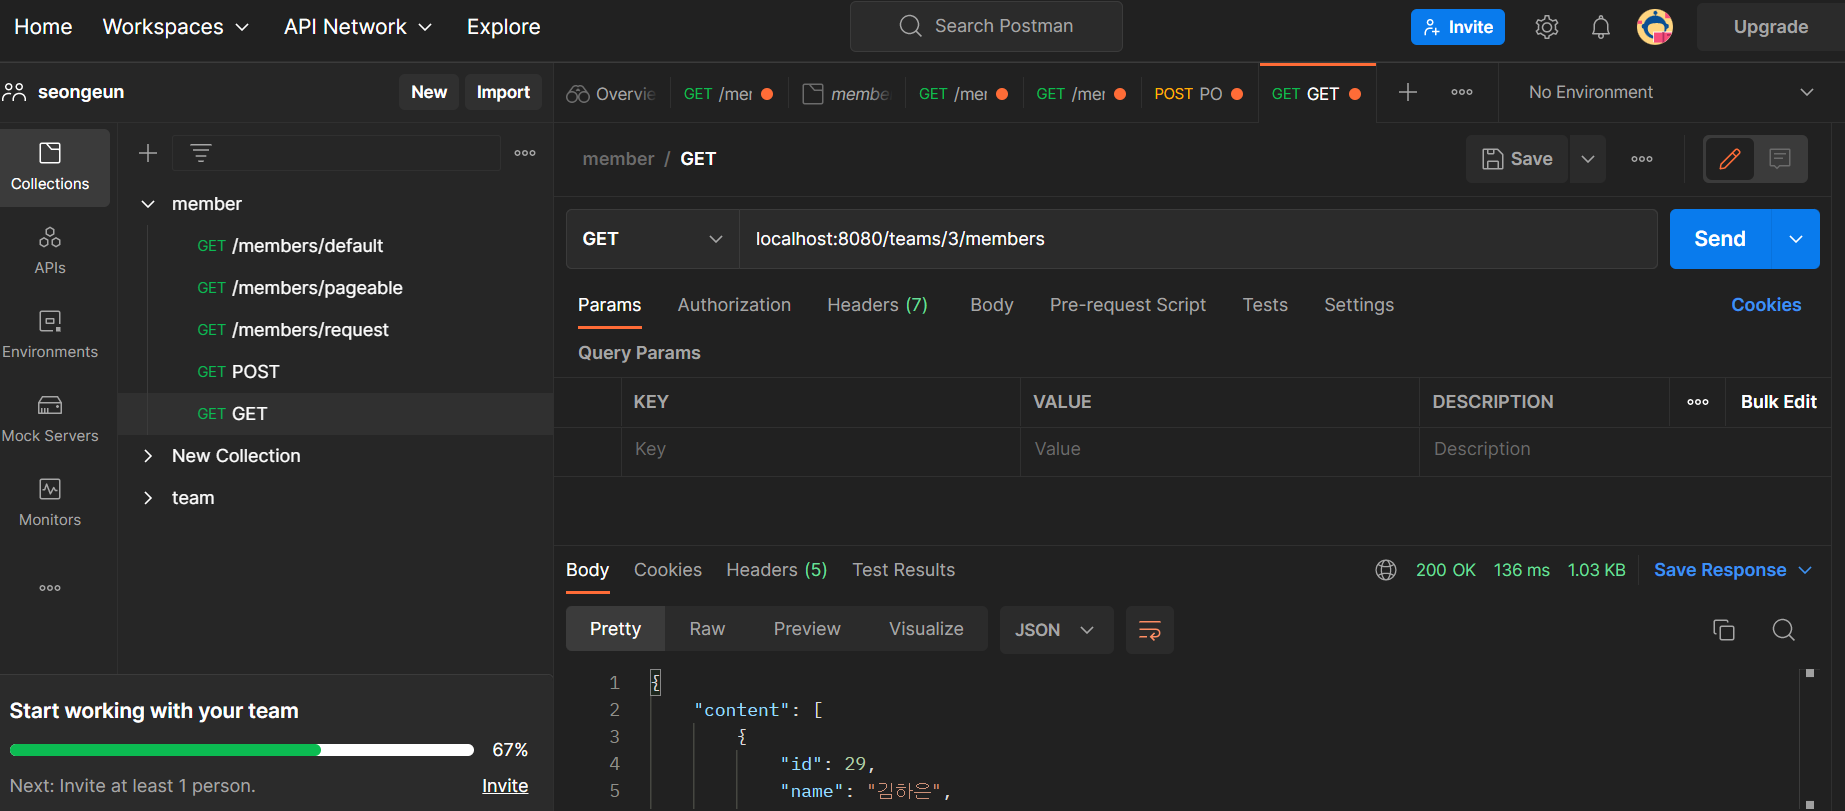 Home Workspaces API Network Explore Search Postman Invite Upgrade
seongeun New Import
Overvie GET /mer membe GET /mer GET /mer POST PO GET GET No Environment
Collections
APIs
Environments
Mock Servers
Monitors
member
GET /members/default
GET /members/pageable
GET /members/request
GET POST
GET GET
New Collection
team
Start working with your team
67%
Next: Invite at least 1 person. Invite
member / GET Save
GET localhost:8080/teams/3/members Send
Params Authorization Headers (7) Body Pre-request Script Tests Settings Cookies
Query Params
KEY VALUE DESCRIPTION Bulk Edit
Key Value Description
Body Cookies Headers (5) Test Results 200 OK 136 ms 1.03 KB Save Response
Pretty Raw Preview Visualize JSON
1 {
2 "content": [
3 {
4 "id": 29,
5 "name": "김하은",